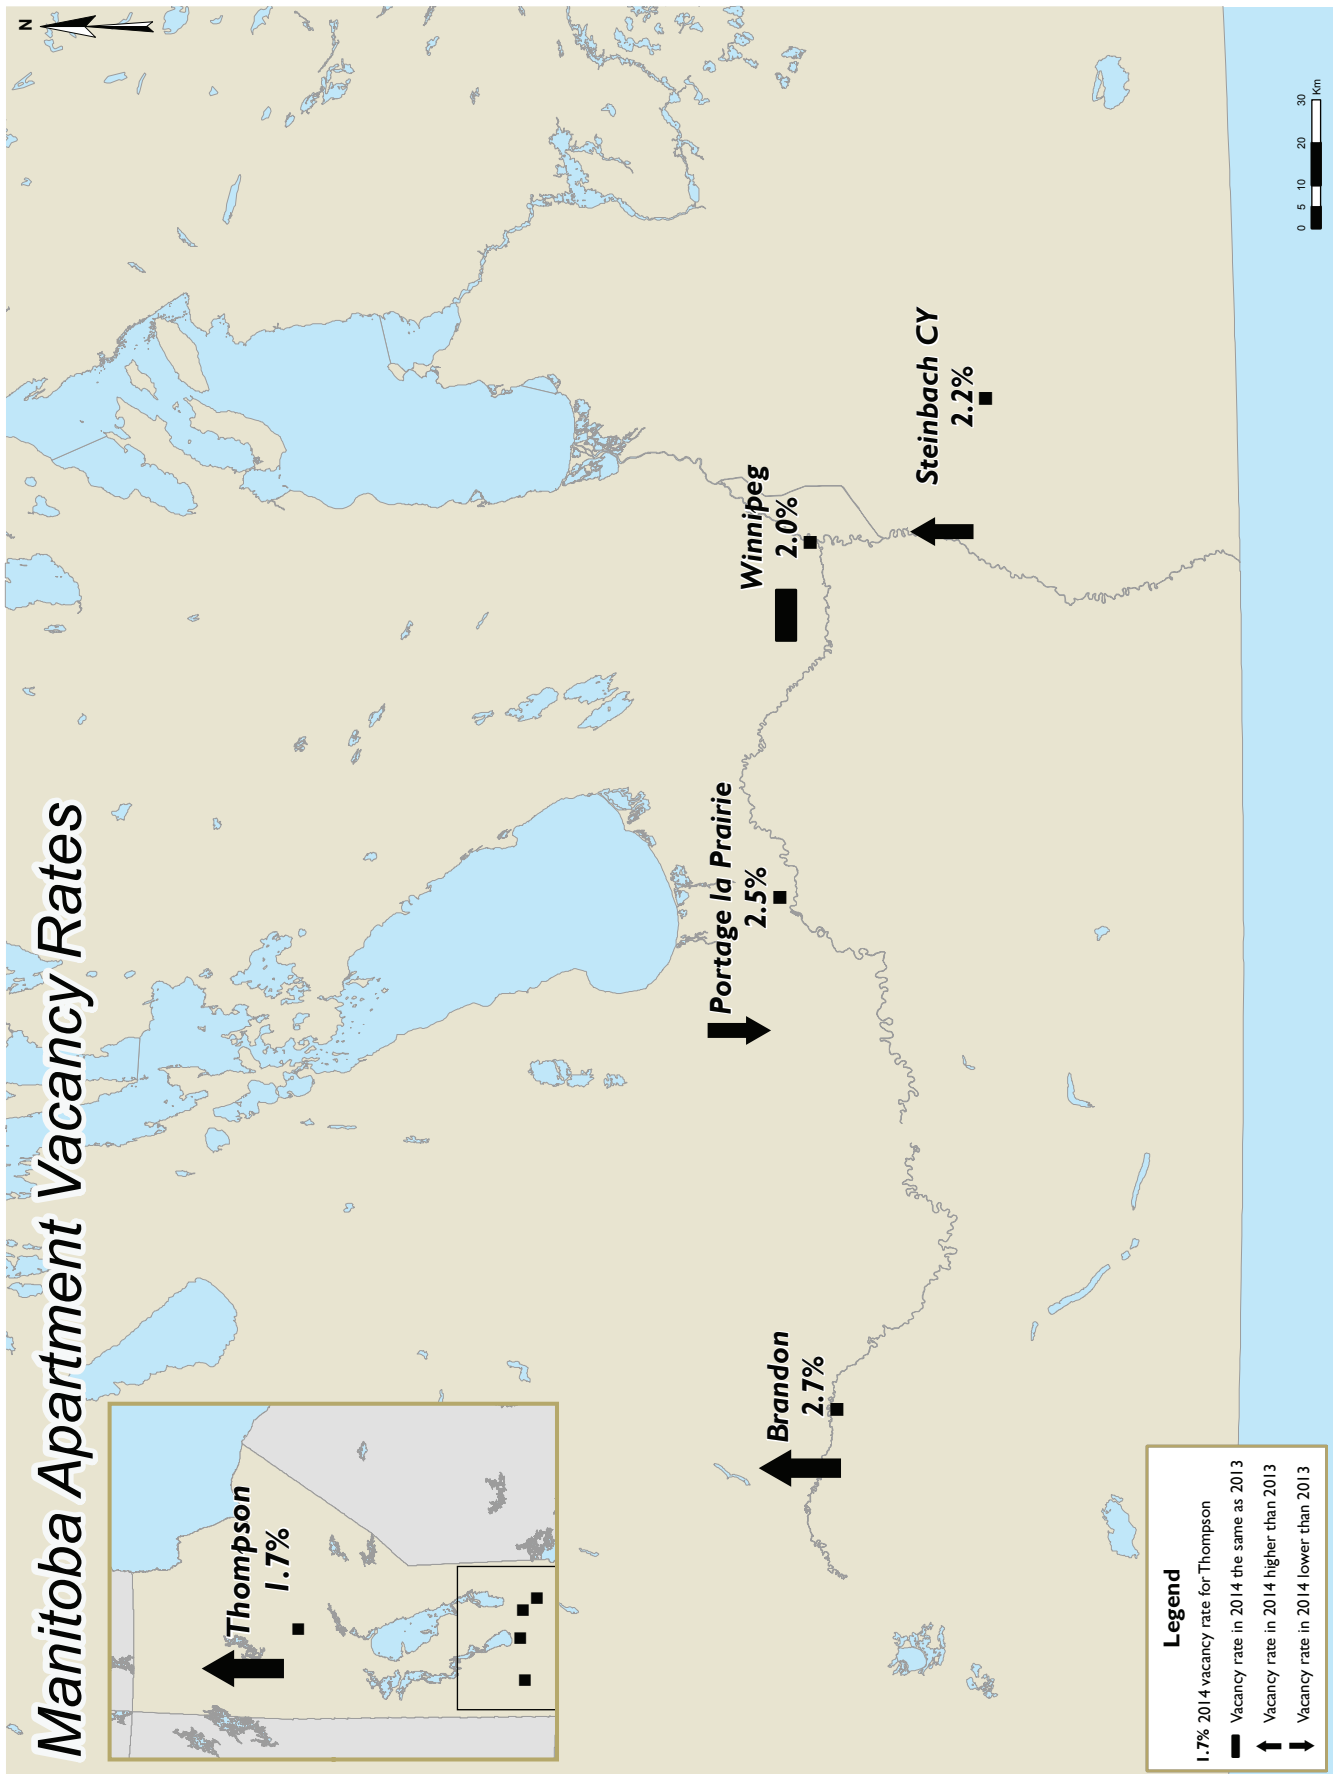 Manitoba Apartment Vacancy Rates
N
Thompson
1.7%
Brandon
2.7%
Portage la Prairie
2.5%
Winnipeg
2.0%
Steinbach CY
2.2%
Legend
1.7% 2014 vacancy rate for Thompson
Vacancy rate in 2014 the same as 2013
Vacancy rate in 2014 higher than 2013
Vacancy rate in 2014 lower than 2013
0 5 10 20 30
Km